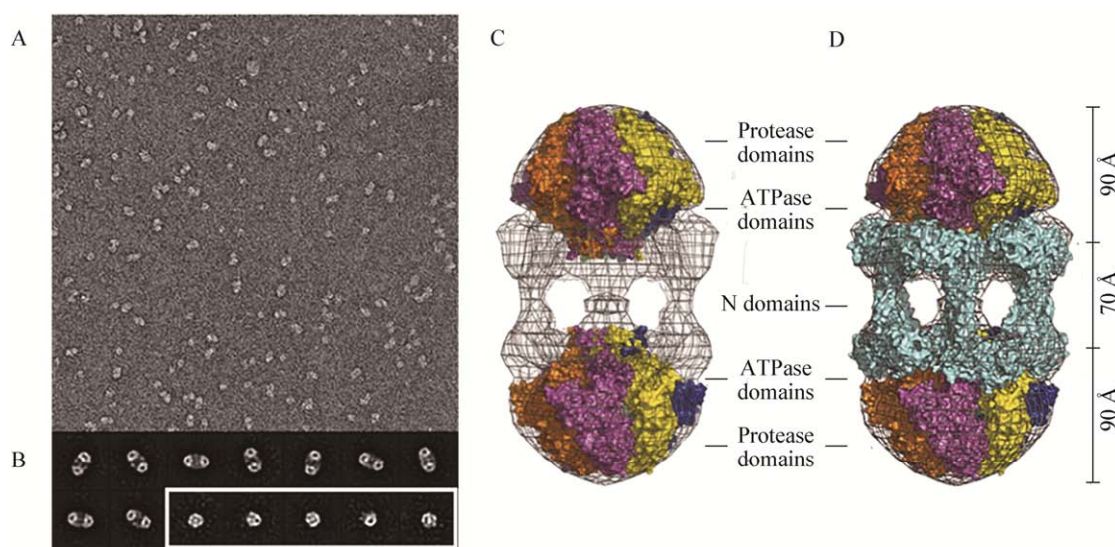 A
B
C
D
Protease
domains
ATPase
domains
N domains
ATPase
domains
Protease
domains
90 Å
70 Å
90 Å